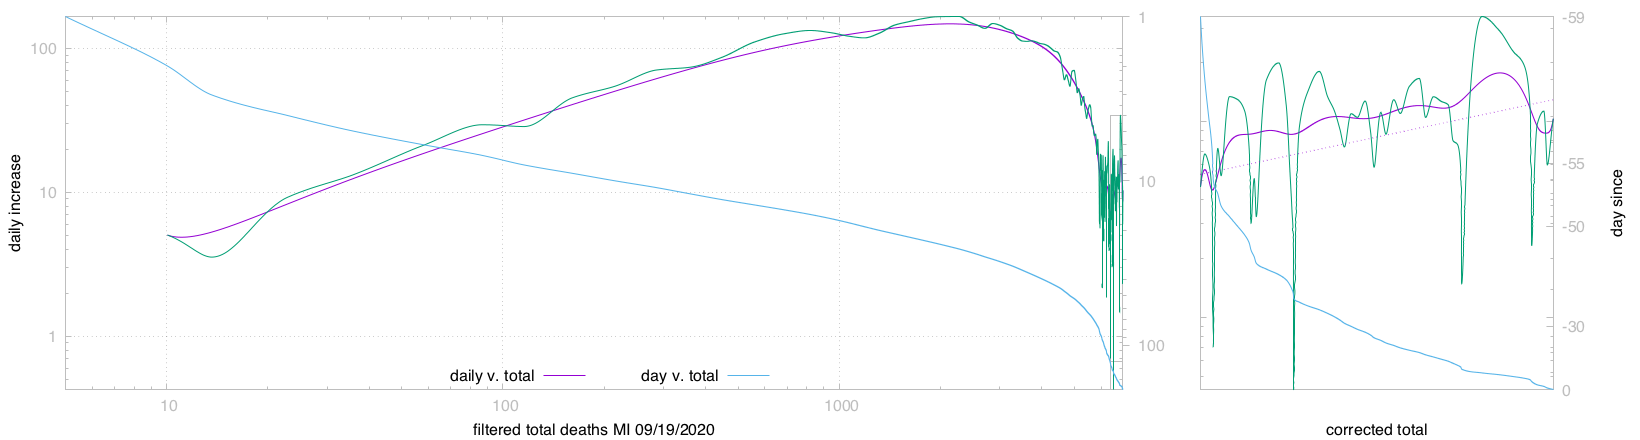 daily increase
100
10
1
10
100
1000
filtered total deaths MI 09/19/2020
daily v. total
day v. total
1
10
100
-59
-55
-50
-30
0
day since
corrected total